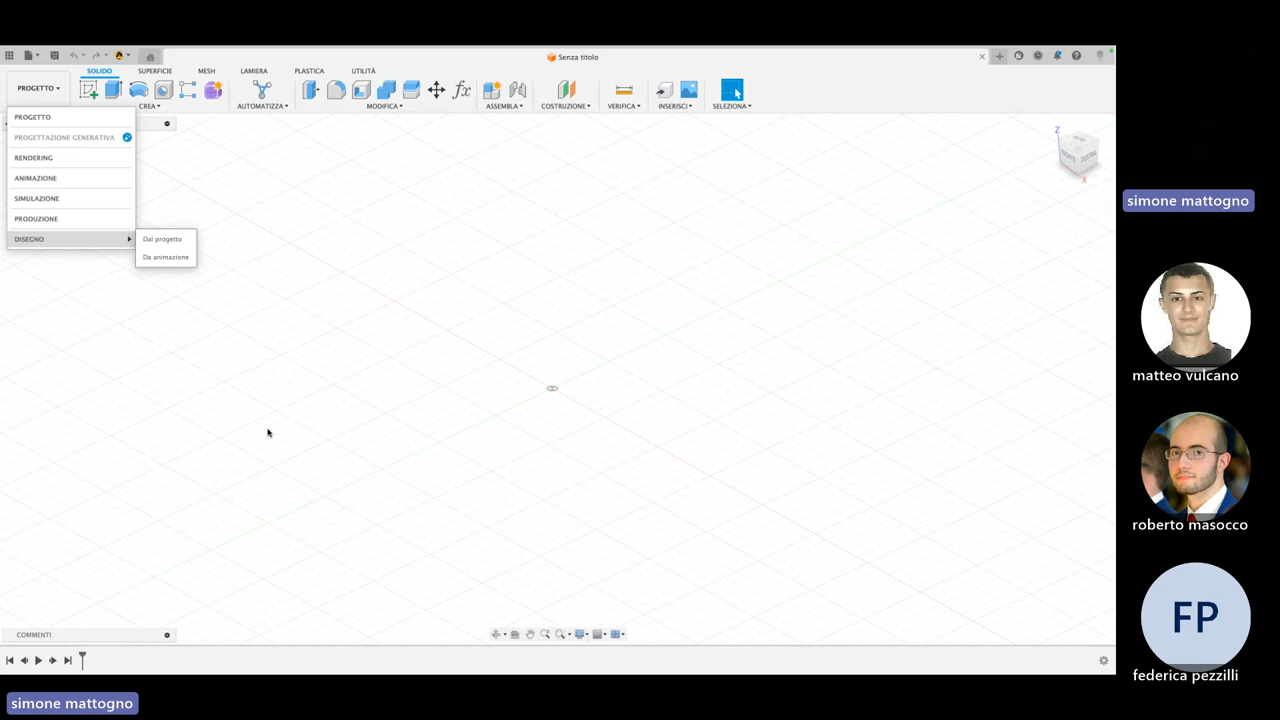 Senza titolo
PROGETTO
SOLIDO
SUPERFICIE
MESH
LAMIERA
PLASTICA
UTILITÀ
CREA
AUTOMATIZZA
MODIFICA
ASSEMBLA
COSTRUZIONE
VERIFICA
INSERISCI
SELEZIONA
PROGETTO
PROGETTAZIONE GENERATIVA
RENDERING
ANIMAZIONE
SIMULAZIONE
PRODUZIONE
DISEGNO
Dal progetto
Da animazione
Z
X
DESTRA
COMMENTI
simone mattogno
matteo vulcano
roberto masocco
FP
federica pezzilli
simone mattogno